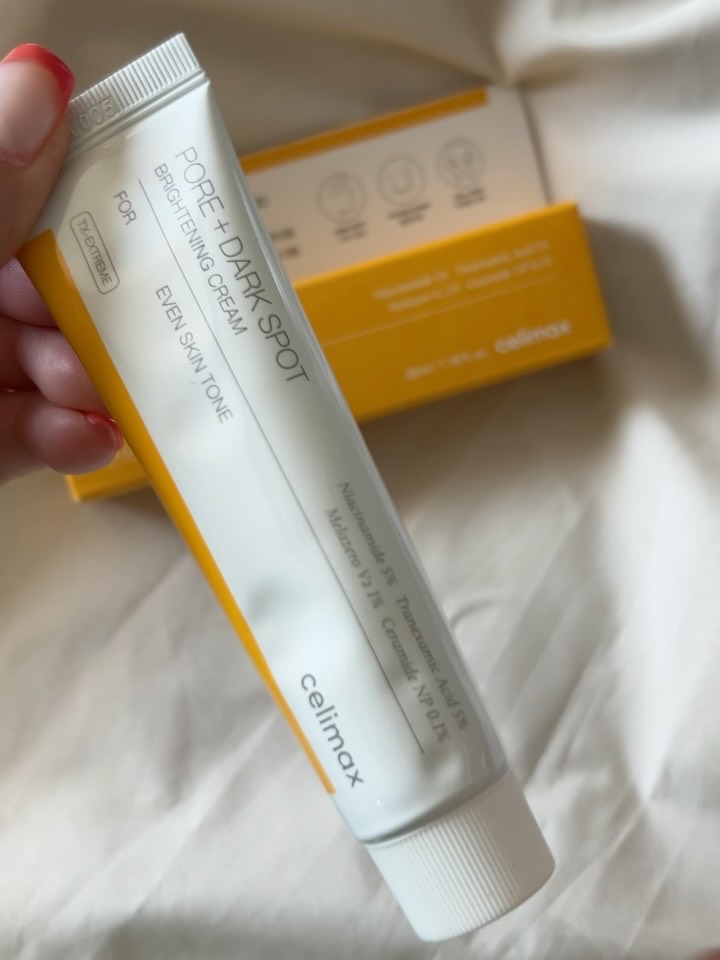 PORE + DARK SPOT
BRIGHTENING CREAM
FOR
TX-EXTREME
EVEN SKIN TONE
Niacinamide 5% Tranexamic Acid 5%
Melazero V2 1% Ceramide NP 0.1%
celimax
celimax